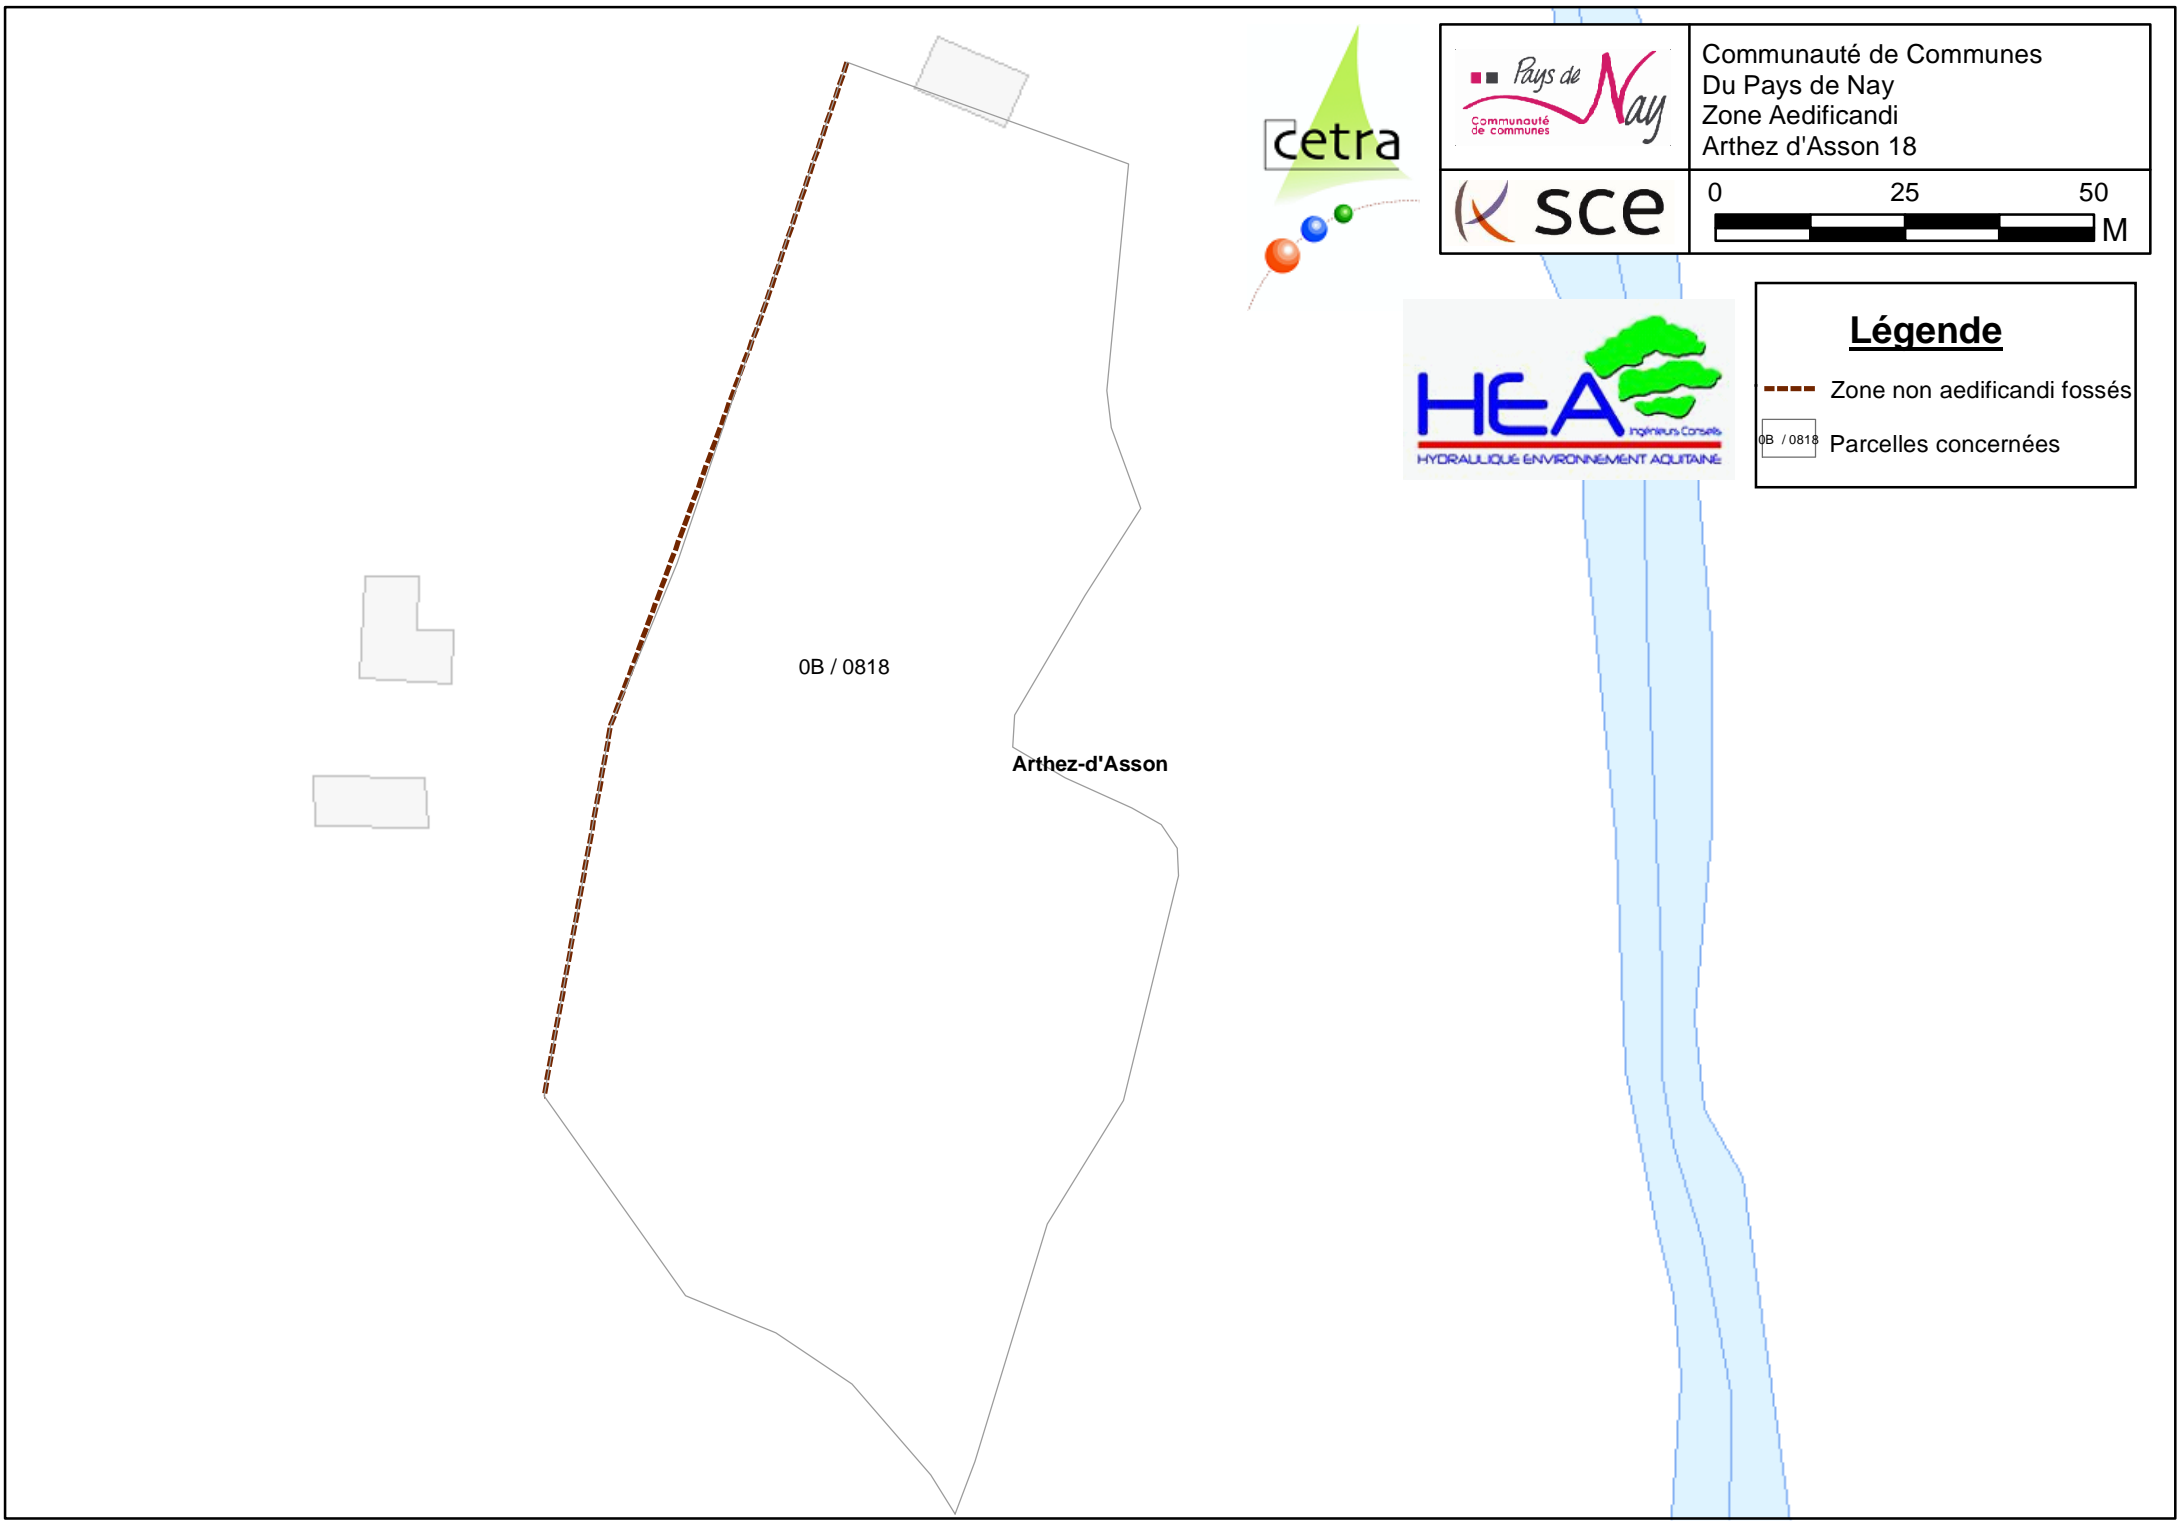 cetra
Pays de Nay
Communauté
de communes
Communauté de Communes
Du Pays de Nay
Zone Aedificandi
Arthez d'Asson 18
sce
0 25 50
M
HEA
Ingénieurs Conseils
HYDRAULIQUE ENVIRONNEMENT AQUITAINE
Légende
Zone non aedificandi fossés
0B / 0818
Parcelles concernées
0B / 0818
Arthez-d'Asson